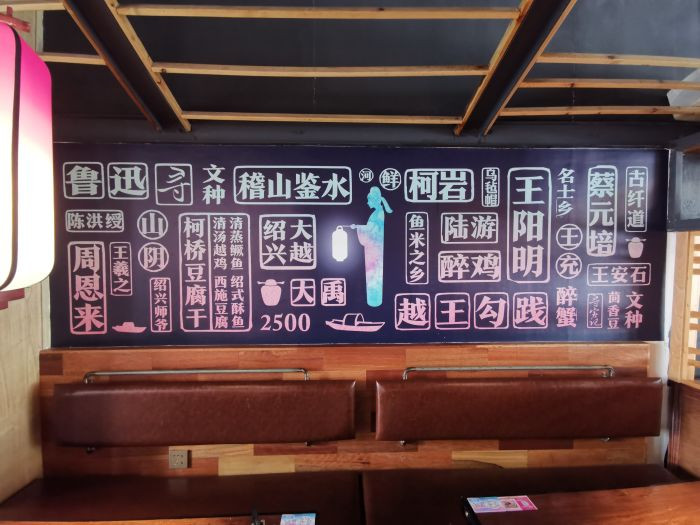 鲁迅
寻
文种
稽山鉴水
河鲜
柯岩
乌毡帽
王阳明
名士乡
蔡元培
古纤道
陈洪绶
山阴
柯桥豆腐干
清汤越鸡
清蒸鳜鱼
绍兴
大越
鱼米之乡
陆游
醉鸡
王充
王安石
周恩来
王羲之
绍兴师爷
西施豆腐
绍式酥鱼
大禹
2500
越王勾践
醉蟹
茴香豆
文种